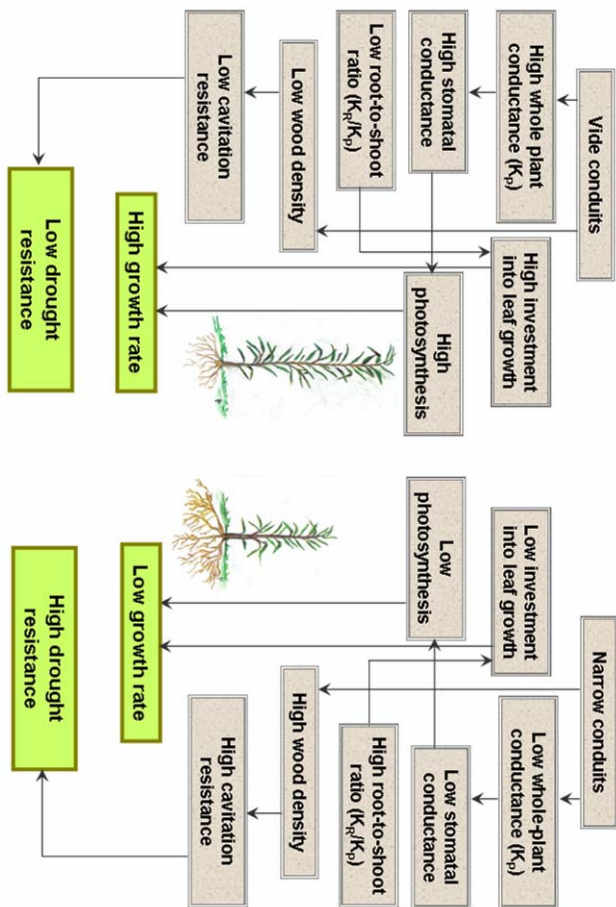 Vide conduits
High whole plant
conductance (Kₚ)
High stomatal
conductance
Low root-to-shoot
ratio (K_R/Kₚ)
Low wood density
Low cavitation
resistance
High investment
into leaf growth
High
photosynthesis
High growth rate
Low drought
resistance
Narrow conduits
Low whole-plant
conductance (Kₚ)
Low stomatal
conductance
High root-to-shoot
ratio (K_R/Kₚ)
High wood density
High cavitation
resistance
Low investment
into leaf growth
Low
photosynthesis
Low growth rate
High drought
resistance